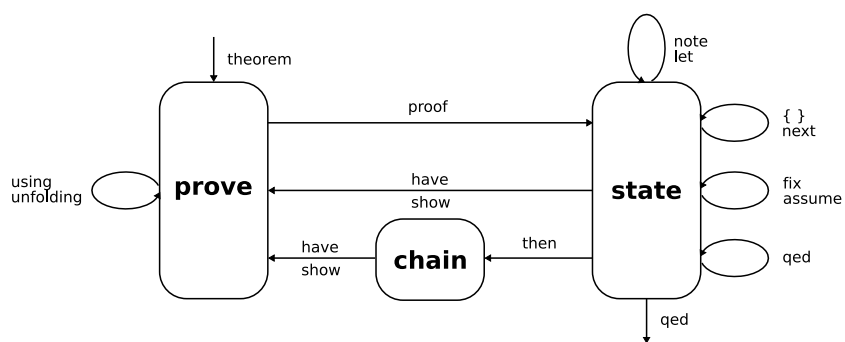 theorem
note
let
proof
{ }
next
using
unfolding
prove
have
show
state
fix
assume
have
show
chain
then
qed
qed